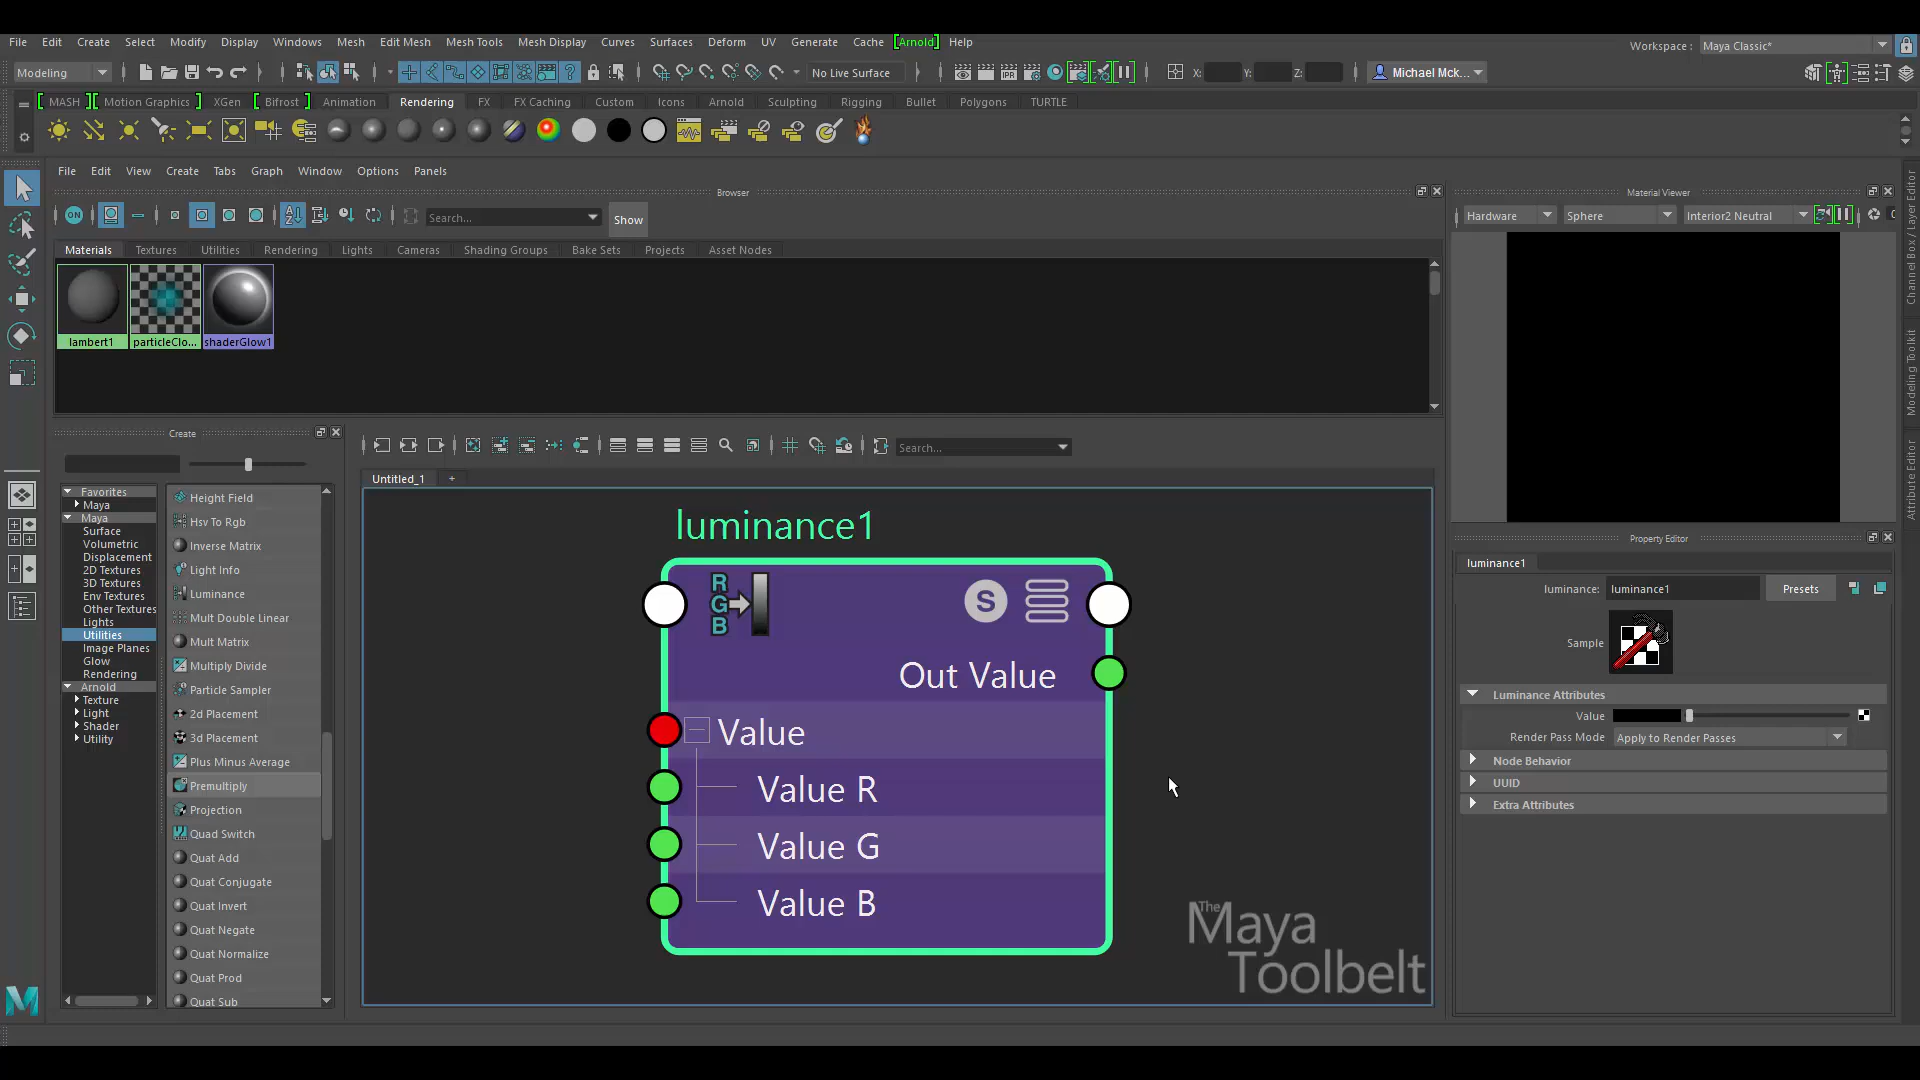 File Edit Create Select Modify Display Windows Mesh Edit Mesh Mesh Tools Mesh Display Curves Surfaces Deform UV Generate Cache [Arnold] Help
Workspace : Maya Classic*
Modeling No Live Surface X: Y: Z: Michael Mck...
MASH Motion Graphics XGen Bifrost Animation Rendering FX FX Caching Custom Icons Arnold Sculpting Rigging Bullet Polygons TURTLE
File Edit View Create Tabs Graph Window Options Panels
Browser
ON Search... Show
Materials Textures Utilities Rendering Lights Cameras Shading Groups Bake Sets Projects Asset Nodes
lambert1 particleClo... shaderGlow1
Material Viewer
Hardware Sphere Interior2 Neutral
Channel Box / Layer Editor
Modeling Toolkit
Attribute Editor
Create
Favorites
Maya
Maya
Surface
Volumetric
Displacement
2D Textures
3D Textures
Env Textures
Other Textures
Lights
Utilities
Image Planes
Glow
Rendering
Arnold
Texture
Light
Shader
Utility
Height Field
Hsv To Rgb
Inverse Matrix
Light Info
Luminance
Mult Double Linear
Mult Matrix
Multiply Divide
Particle Sampler
2d Placement
3d Placement
Plus Minus Average
Premultiply
Projection
Quad Switch
Quat Add
Quat Conjugate
Quat Invert
Quat Negate
Quat Normalize
Quat Prod
Quat Sub
Search...
Untitled_1 +
luminance1
R
G
B
S
Out Value
Value
Value R
Value G
Value B
The
Maya
Toolbelt
Property Editor
luminance1
luminance: luminance1 Presets
Sample
Luminance Attributes
Value
Render Pass Mode Apply to Render Passes
Node Behavior
UUID
Extra Attributes